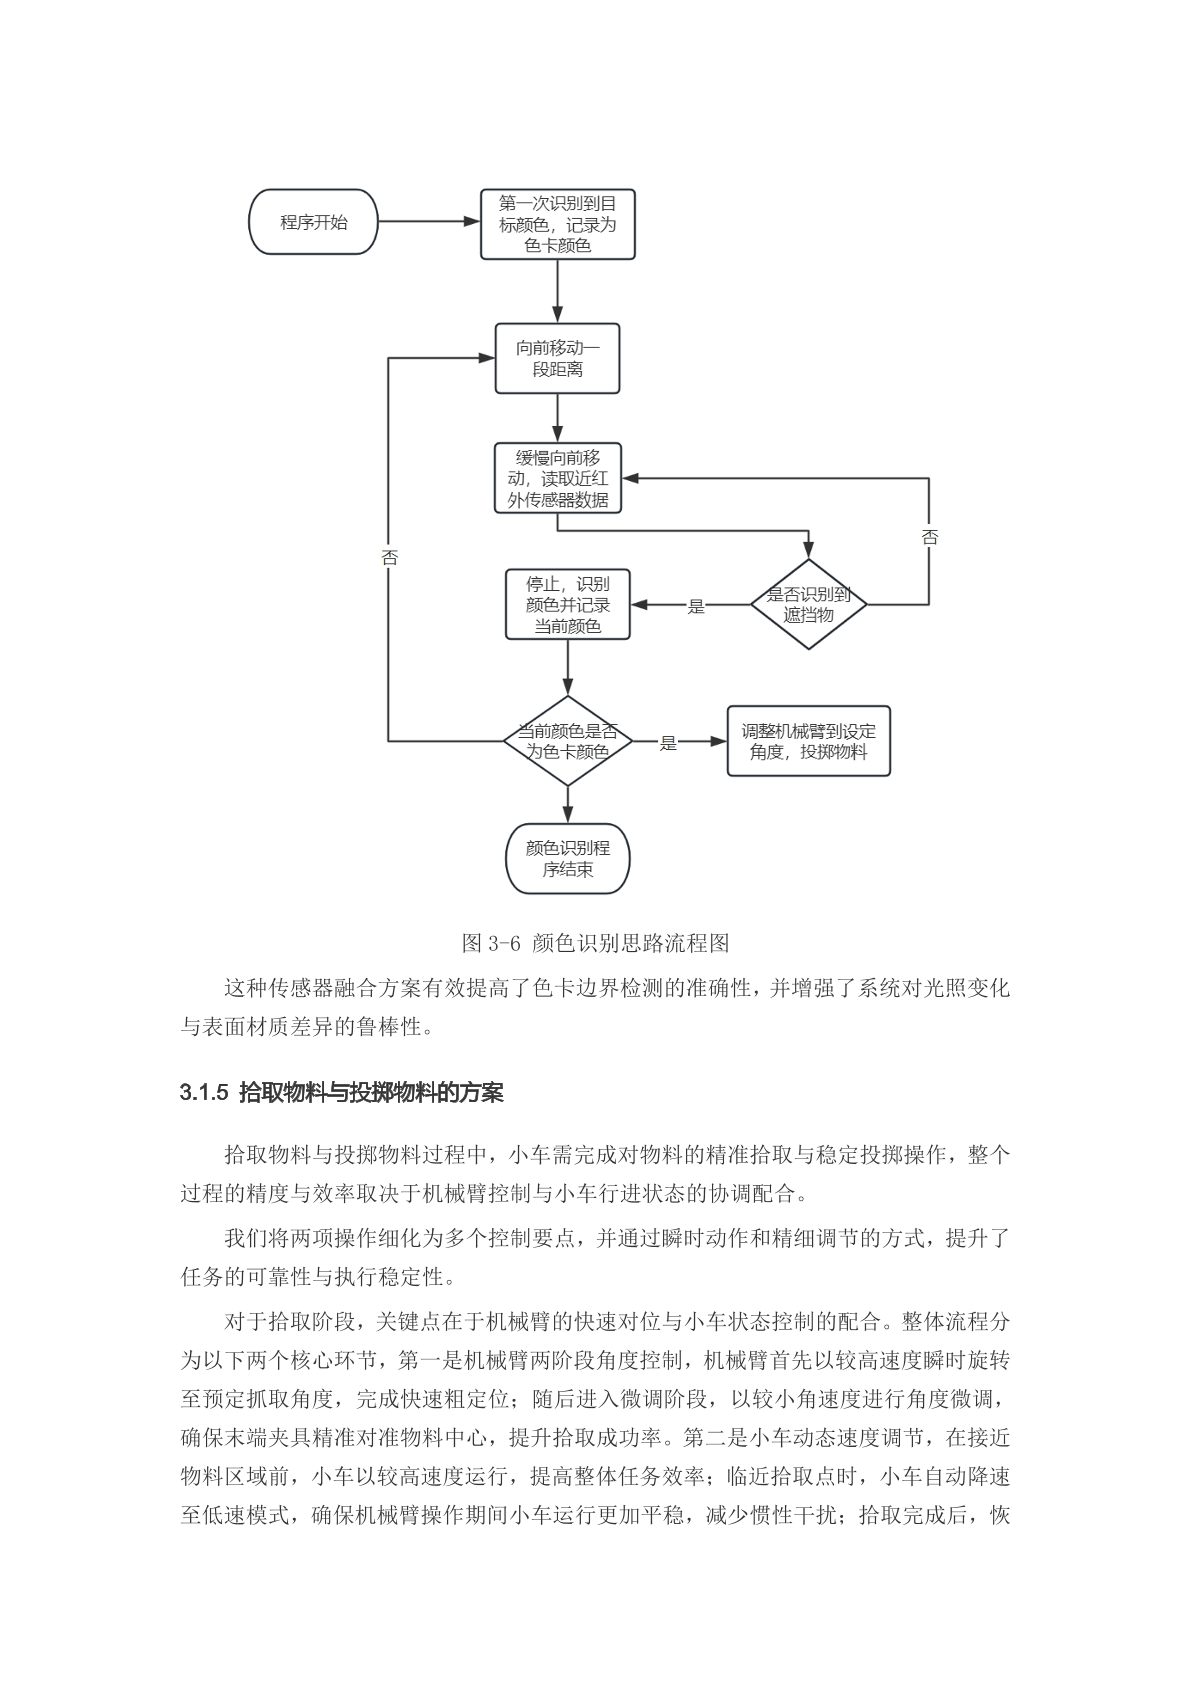 程序开始
第一次识别到目
标颜色，记录为
色卡颜色
向前移动一
段距离
缓慢向前移
动，读取近红
外传感器数据
否
否
停止，识别
颜色并记录
当前颜色
是
是否识别到
遮挡物
当前颜色是否
为色卡颜色
是
调整机械臂到设定
角度，投掷物料
颜色识别程
序结束
图 3-6 颜色识别思路流程图
这种传感器融合方案有效提高了色卡边界检测的准确性，并增强了系统对光照变化
与表面材质差异的鲁棒性。
3.1.5 拾取物料与投掷物料的方案
拾取物料与投掷物料过程中，小车需完成对物料的精准拾取与稳定投掷操作，整个
过程的精度与效率取决于机械臂控制与小车行进状态的协调配合。
我们将两项操作细化为多个控制要点，并通过瞬时动作和精细调节的方式，提升了
任务的可靠性与执行稳定性。
对于拾取阶段，关键点在于机械臂的快速对位与小车状态控制的配合。整体流程分
为以下两个核心环节，第一是机械臂两阶段角度控制，机械臂首先以较高速度瞬时旋转
至预定抓取角度，完成快速粗定位；随后进入微调阶段，以较小角速度进行角度微调，
确保末端夹具精准对准物料中心，提升拾取成功率。第二是小车动态速度调节，在接近
物料区域前，小车以较高速度运行，提高整体任务效率；临近拾取点时，小车自动降速
至低速模式，确保机械臂操作期间小车运行更加平稳，减少惯性干扰；拾取完成后，恢